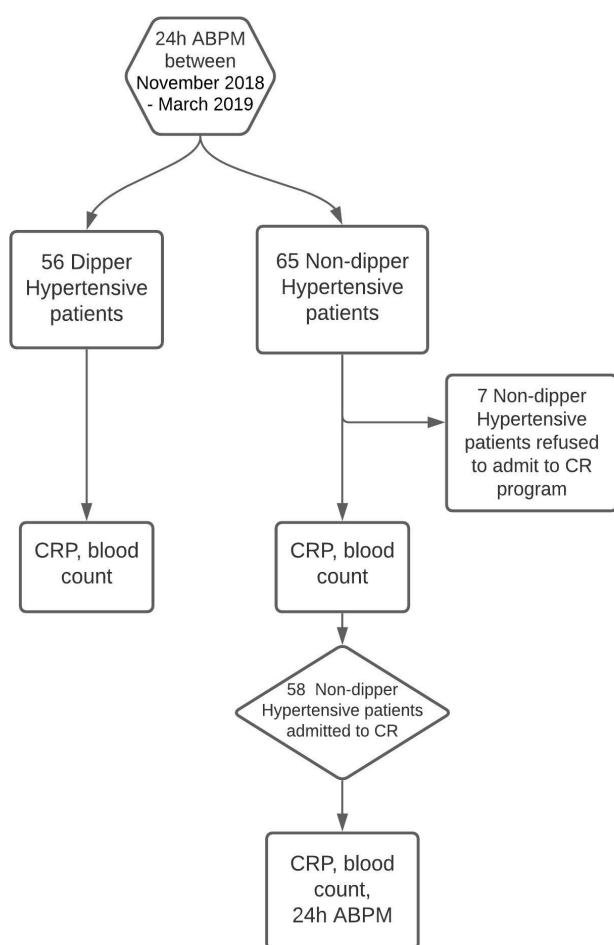 24h ABPM
between
November 2018
- March 2019
56 Dipper
Hypertensive
patients
65 Non-dipper
Hypertensive
patients
7 Non-dipper
Hypertensive
patients refused
to admit to CR
program
CRP, blood
count
CRP, blood
count
58 Non-dipper
Hypertensive patients
admitted to CR
CRP, blood
count,
24h ABPM